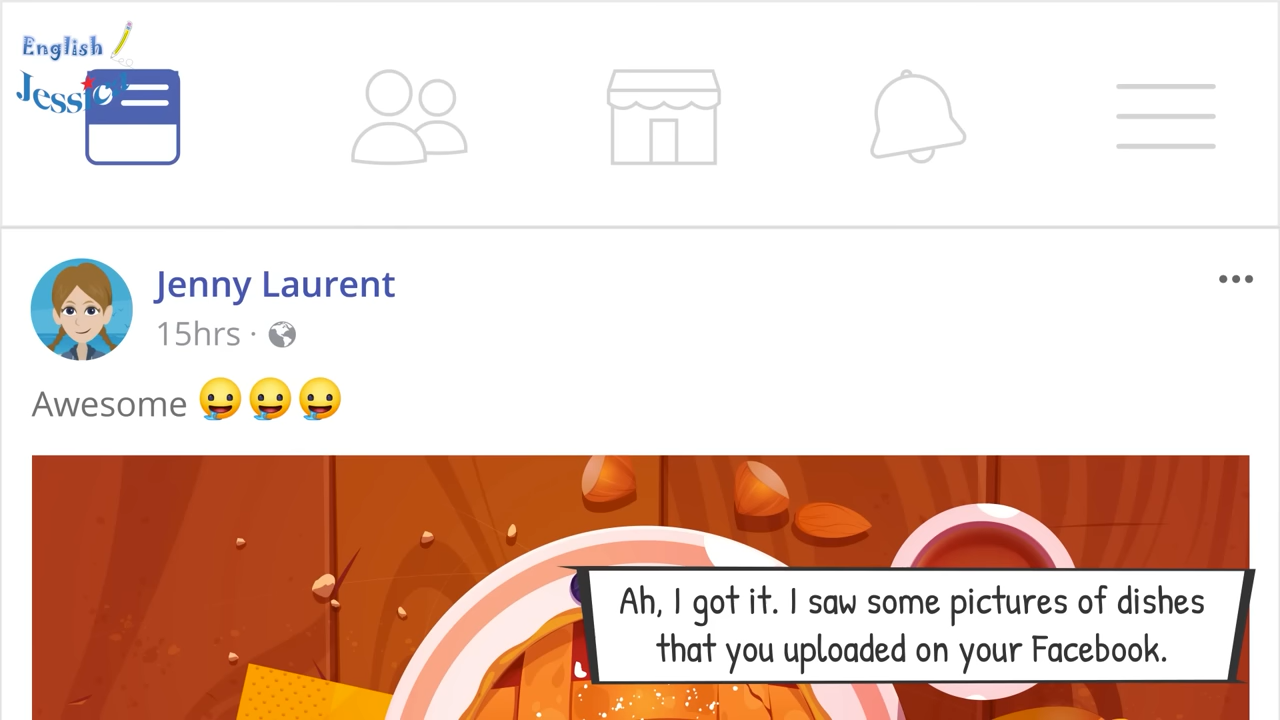 English
Jessica
Jenny Laurent
15hrs ·
Awesome
Ah, I got it. I saw some pictures of dishes
that you uploaded on your Facebook.